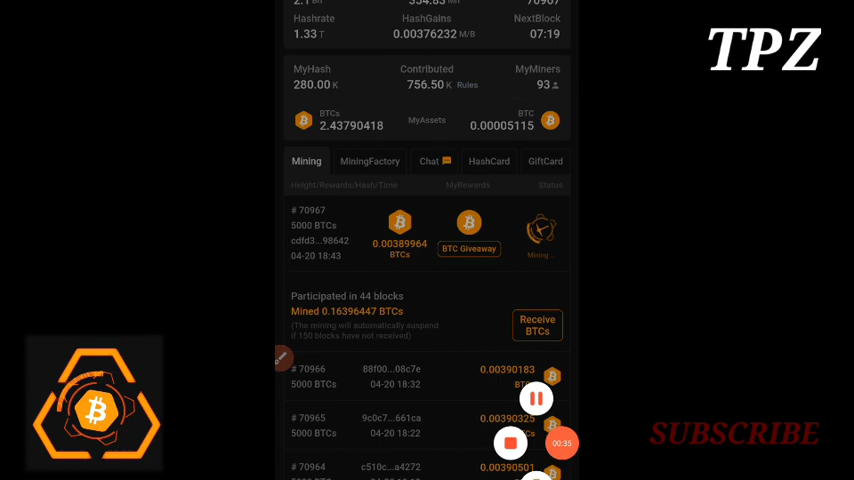 TPZ
Hashrate HashGains NextBlock
1.33 T 0.00376232 M/B 07:19
MyHash Contributed MyMiners
280.00 K 756.50 K Rules 93
BTCs MyAssets BTC
2.43790418 0.00005115
Mining MiningFactory Chat HashCard GiftCard
Height/Rewards/Hash/Time MyRewards Status
# 70967
5000 BTCs
cdfd3...98642
04-20 18:43
0.00389964
BTCs
BTC Giveaway
Mining ...
Participated in 44 blocks
Mined 0.16396447 BTCs
(The mining will automatically suspend
if 150 blocks have not received)
Receive
BTCs
# 70966 88f00...08c7e 0.00390183
5000 BTCs 04-20 18:32
# 70965 9c0c7...661ca 0.00390325
5000 BTCs 04-20 18:22
# 70964 c510c...a4272 0.00390501
00:35
SUBSCRIBE